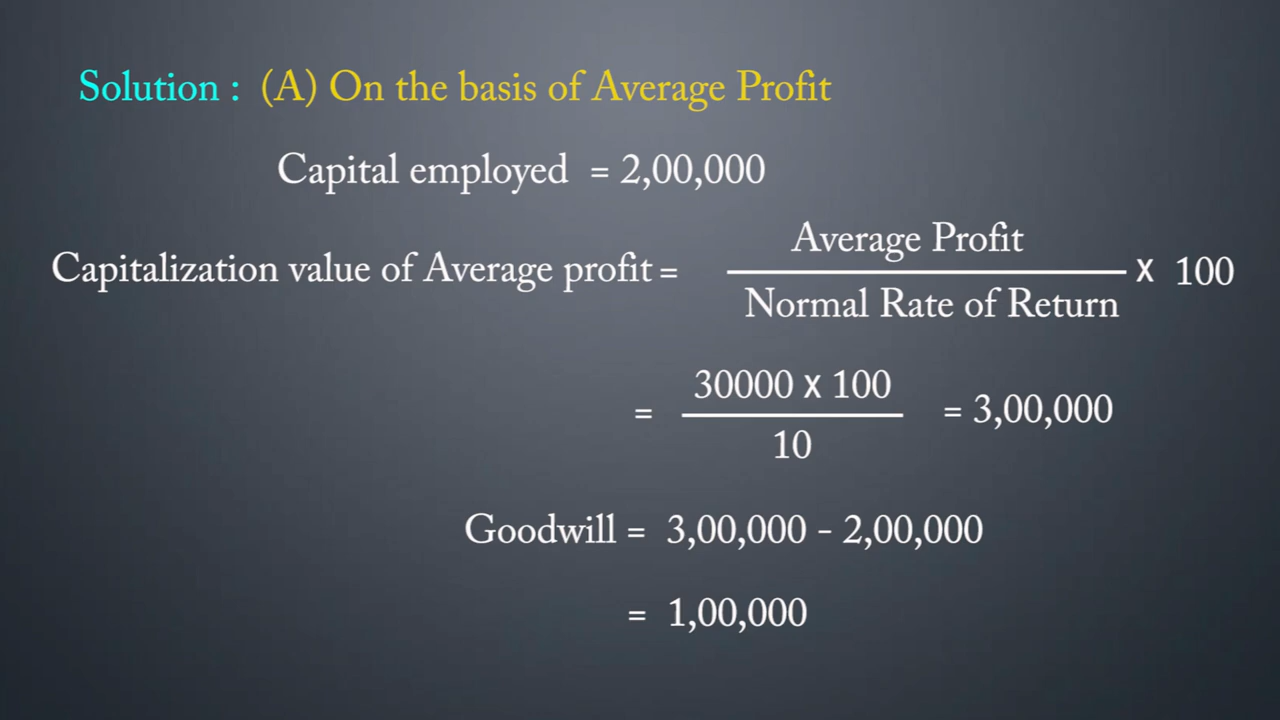 Solution : (A) On the basis of Average Profit
Capital employed = 2,00,000
Capitalization value of Average profit = Average Profit / Normal Rate of Return x 100
= 30000 x 100 / 10 = 3,00,000
Goodwill = 3,00,000 - 2,00,000
= 1,00,000